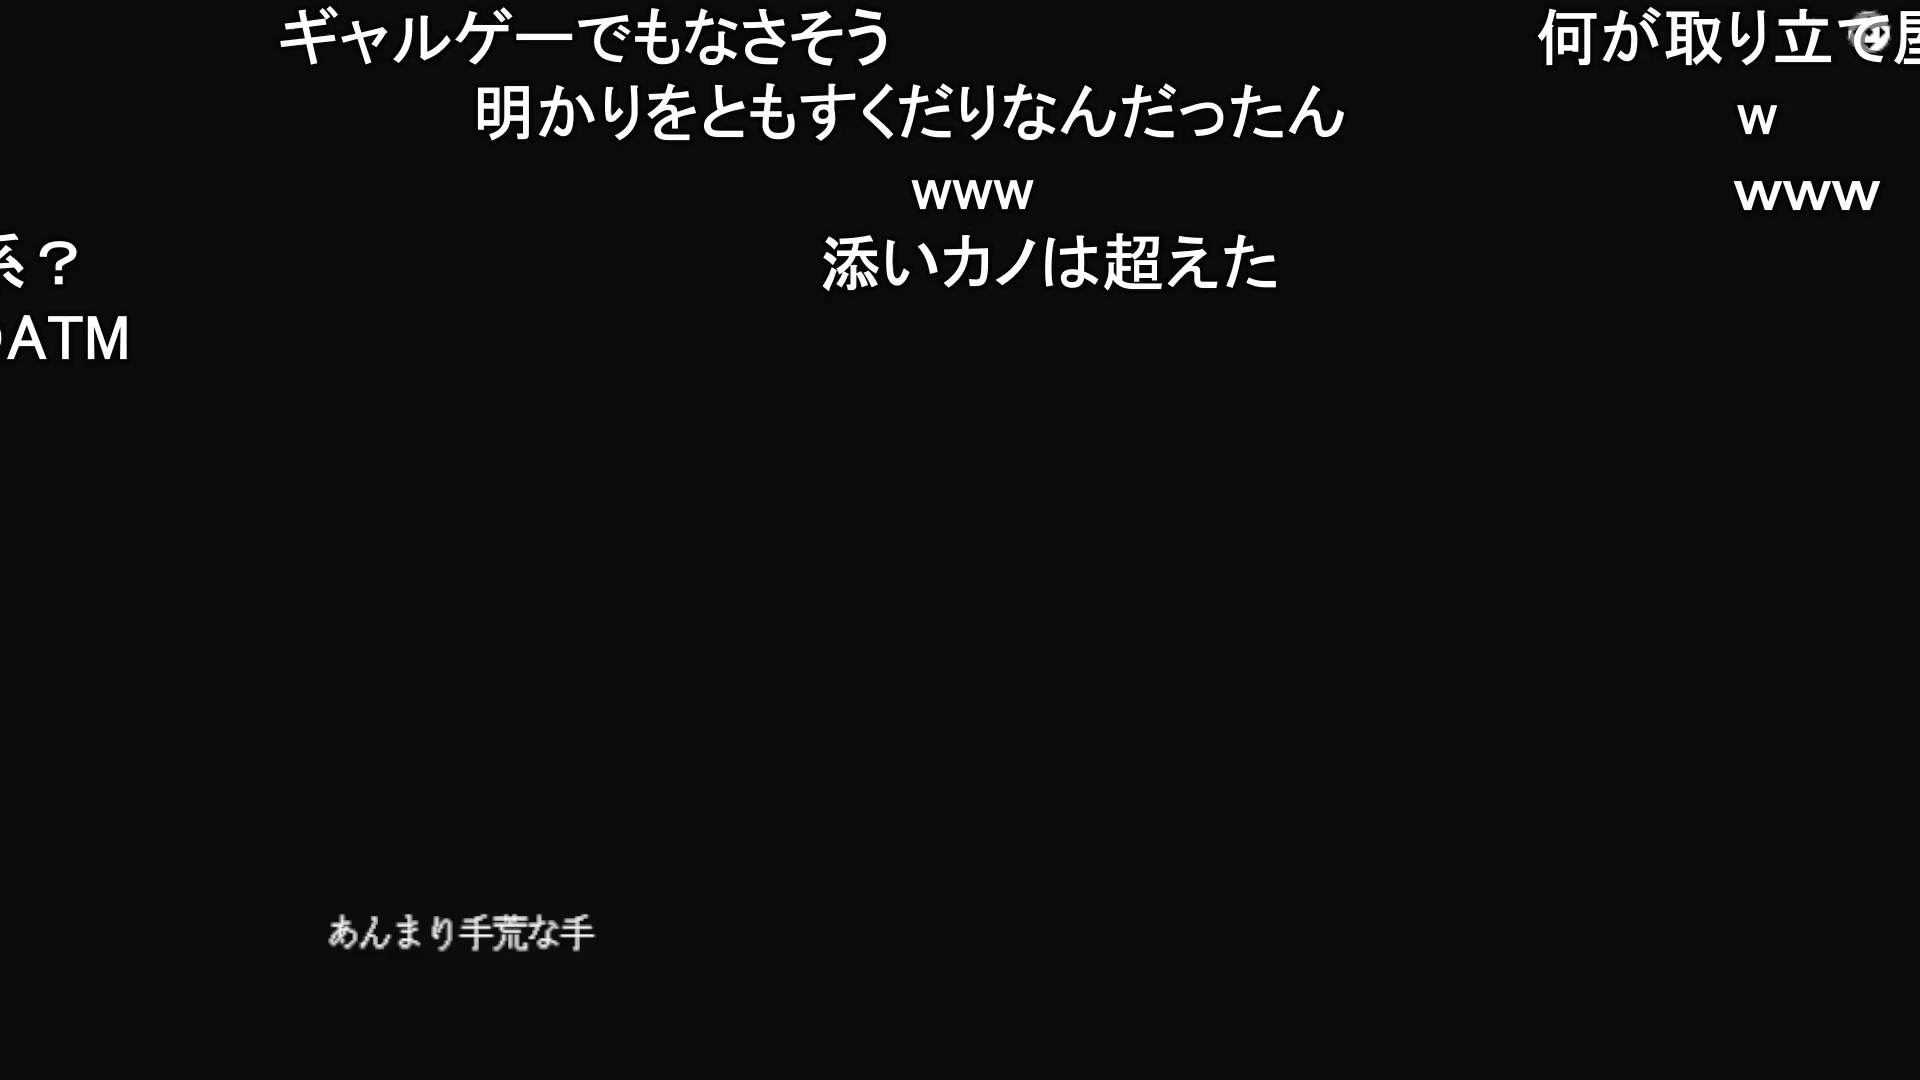 ギャルゲーでもなさそう
何が取り立て屋
明かりをともすくだりなんだったん
w
www
www
系？
添いカノは超えた
ATM
あんまり手荒な手